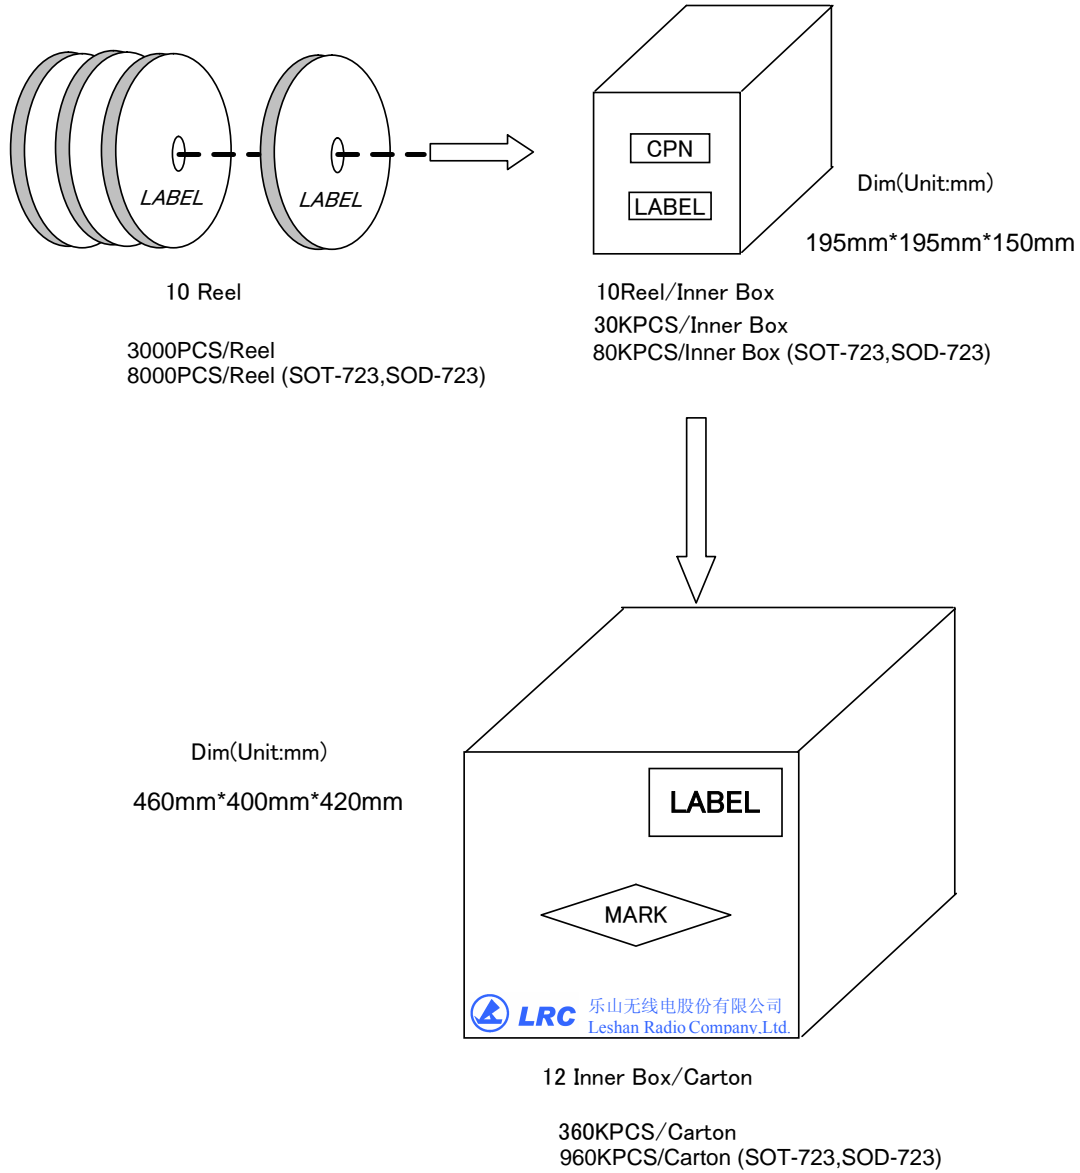 LABEL
LABEL
10 Reel
3000PCS/Reel
8000PCS/Reel (SOT-723,SOD-723)
CPN
LABEL
Dim(Unit:mm)
195mm*195mm*150mm
10Reel/Inner Box
30KPCS/Inner Box
80KPCS/Inner Box (SOT-723,SOD-723)
Dim(Unit:mm)
460mm*400mm*420mm
LABEL
MARK
LRC 乐山无线电股份有限公司
Leshan Radio Company,Ltd.
12 Inner Box/Carton
360KPCS/Carton
960KPCS/Carton (SOT-723,SOD-723)